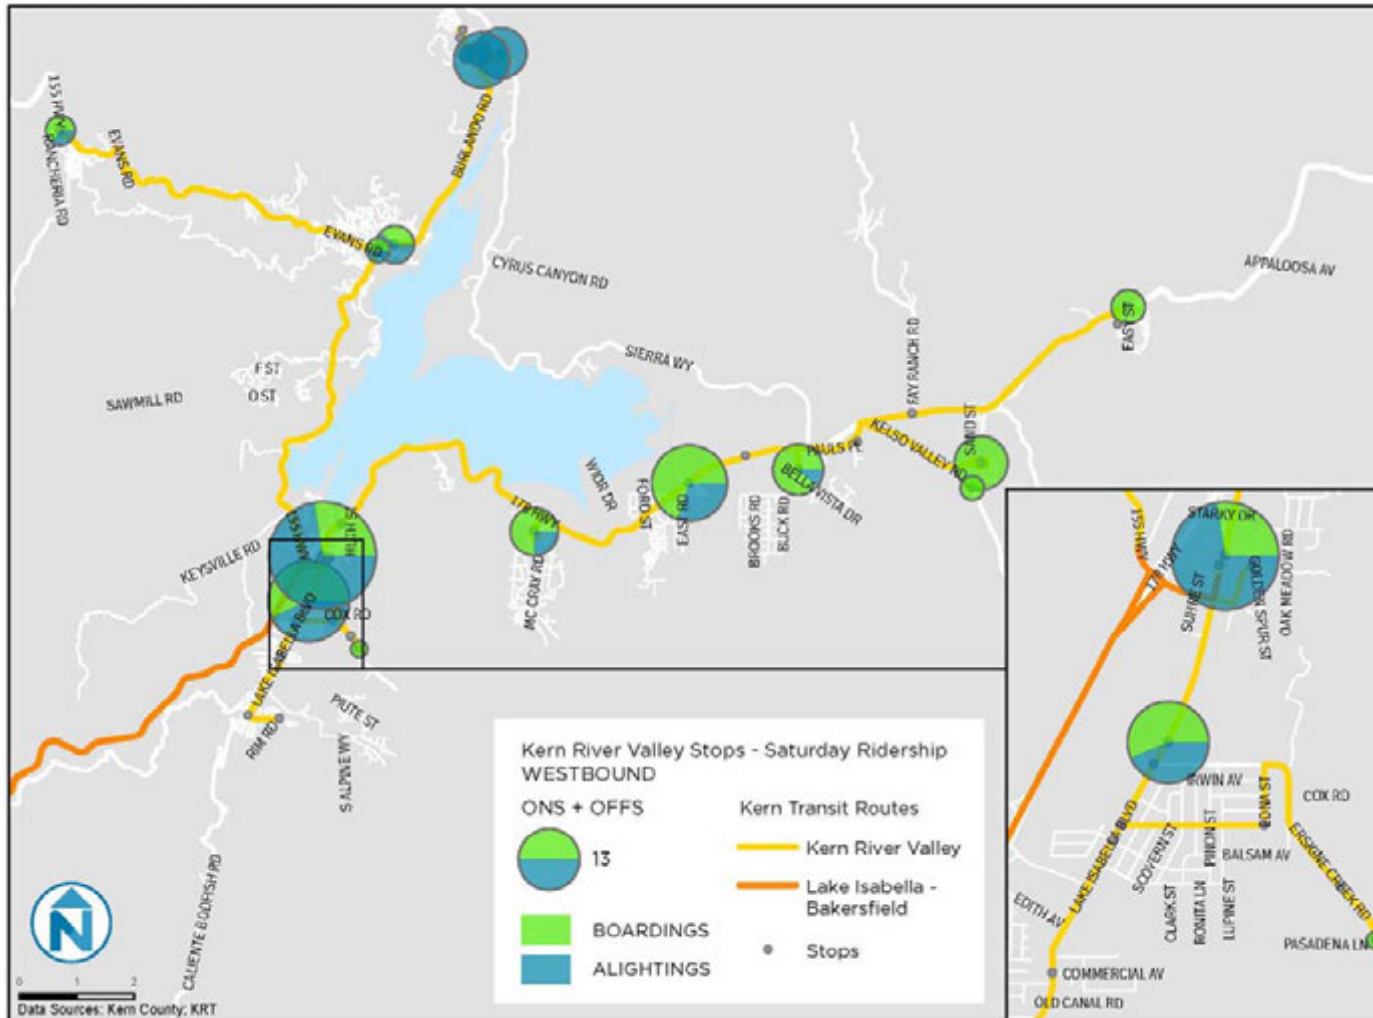 155 HWY
RANCHERIA RD
EVANS RD
BURLANDO RD
EVANS RD
CYRUS CANYON RD
APPALOOSA AV
EAST ST
SIERRA WY
FAY RANCH RD
F ST
O ST
SAWMILL RD
SAND ST
KELSO VALLEY RD
PAULS PL
BELLA VISTA DR
WIOR DR
FORD ST
EAST RD
BROOKS RD
BUCK RD
178 HWY
MC CRAY RD
155 HWY
KEYSVILLE RD
COX RD
LAKE ISABELLA BLVD
PIUTE ST
RIM RD
S ALPINE WY
CALIENTE BODFISH RD
N
0 1 2
Data Sources: Kern County; KRT
Kern River Valley Stops - Saturday Ridership
WESTBOUND
ONS + OFFS
13
BOARDINGS
ALIGHTINGS
Kern Transit Routes
Kern River Valley
Lake Isabella -
Bakersfield
Stops
155 HWY
178 HWY
STARKY DR
SUHRE ST
GOLDEN SPUR ST
OAK MEADOW RD
IRWIN AV
COX RD
LAKE ISABELLA BLVD
SCOVERN ST
PINON ST
BALSAM AV
ERSKINE CREEK RD
EDITH AV
CLARK ST
RONITA LN
LUPINE ST
PASADENA LN
COMMERCIAL AV
OLD CANAL RD